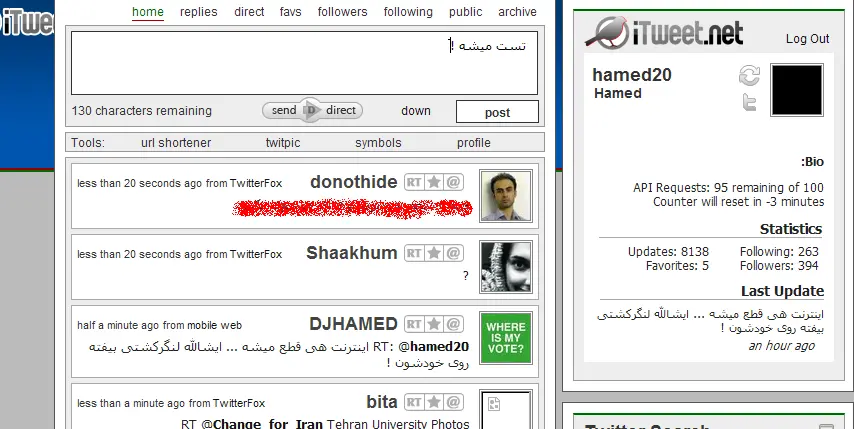 iTwee
home replies direct favs followers following public archive
تست میشه !
130 characters remaining send D direct down post
Tools: url shortener twitpic symbols profile
less than 20 seconds ago from TwitterFox donothide RT @
less than 20 seconds ago from TwitterFox Shaakhum RT @
?
half a minute ago from mobile web DJHAMED RT @
RT: @hamed20 اینترنت هی قطع میشه ... ایشالله لنگرکشتی بیفته
روی خودشون !
WHERE
IS MY
VOTE?
less than a minute ago from TwitterFox bita RT @
RT @Change_for_Iran Tehran University Photos
iTweet.net Log Out
hamed20
Hamed
:Bio
API Requests: 95 remaining of 100
Counter will reset in -3 minutes
Statistics
Updates: 8138 Following: 263
Favorites: 5 Followers: 394
Last Update
اینترنت هی قطع میشه ... ایشالله لنگرکشتی
بیفته روی خودشون !
an hour ago
Twitter Search